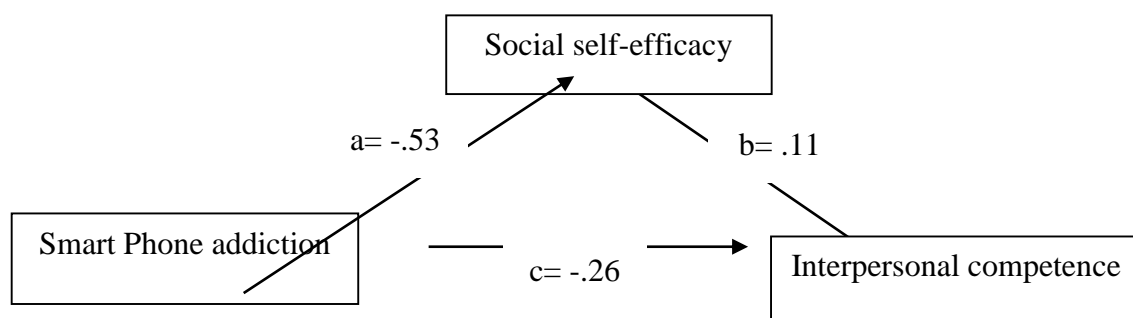 Social self-efficacy
a= -.53
b= .11
Smart Phone addiction
c= -.26
Interpersonal competence